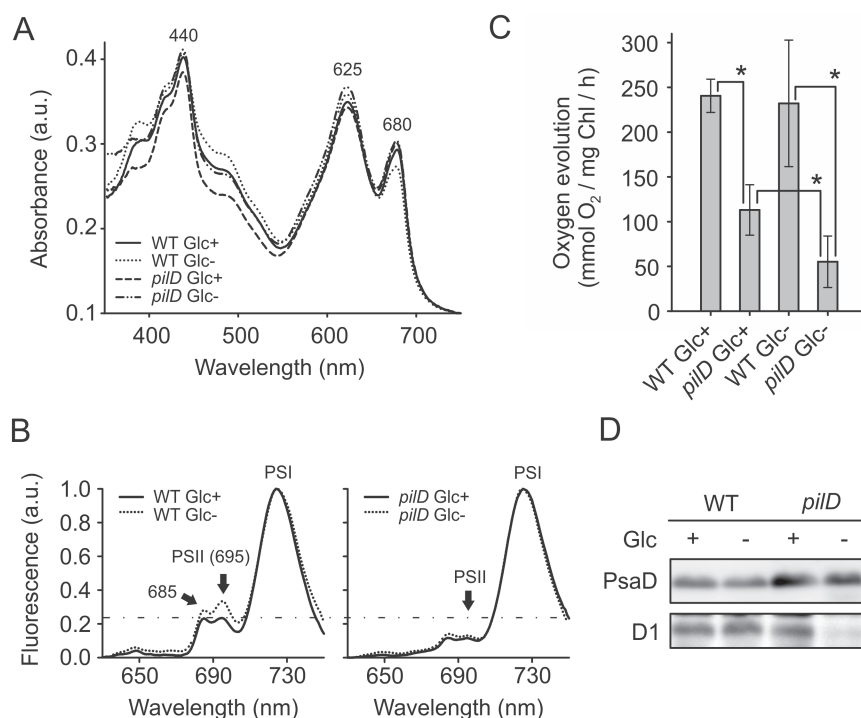 A
440
625
680
0.4
0.3
0.2
0.1
Absorbance (a.u.)
WT Glc+
WT Glc-
pilD Glc+
pilD Glc-
400
500
600
700
Wavelength (nm)
C
300
250
200
150
100
50
0
Oxygen evolution
(mmol O₂ / mg Chl / h)
*
*
*
WT Glc+
pilD Glc+
WT Glc-
pilD Glc-
B
1.0
0.8
0.6
0.4
0.2
0.0
Fluorescence (a.u.)
WT Glc+
WT Glc-
PSI
PSII (695)
685
650
690
730
Wavelength (nm)
pilD Glc+
pilD Glc-
PSI
PSII
650
690
730
Wavelength (nm)
D
WT pilD
Glc + - + -
PsaD
D1